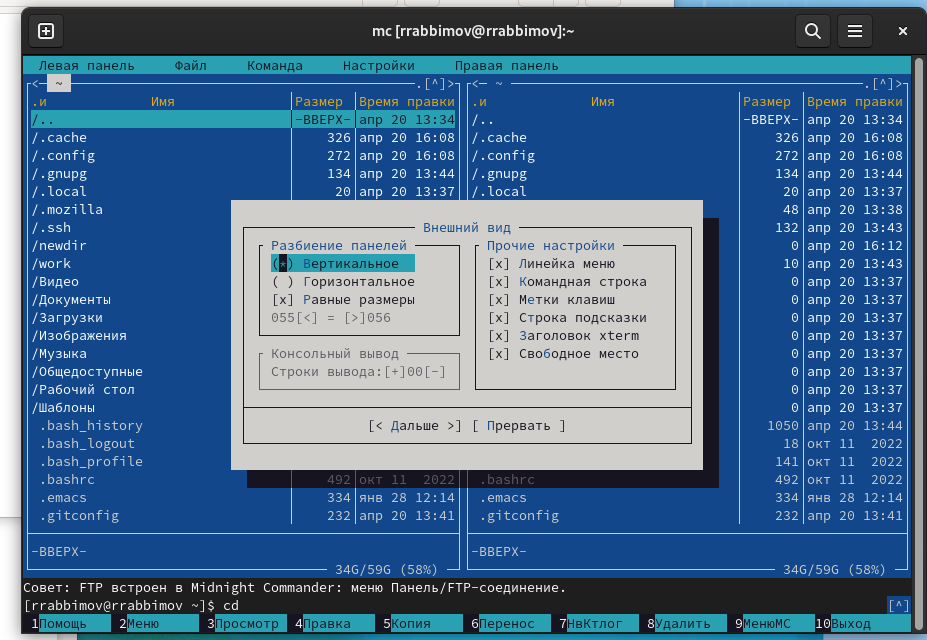 mc [rrabbimov@rrabbimov]:~
Левая панель Файл Команда Настройки Правая панель
<─ ~ .[^]> <─ ~ .[^]>
.и Имя Размер Время правки .и Имя Размер Время правки
/.. -ВВЕРХ- апр 20 13:34 /.. -ВВЕРХ- апр 20 13:34
/.cache 326 апр 20 16:08 /.cache 326 апр 20 16:08
/.config 272 апр 20 16:08 /.config 272 апр 20 16:08
/.gnupg 134 апр 20 13:44 /.gnupg 134 апр 20 13:44
/.local 20 апр 20 13:37 /.local 20 апр 20 13:37
/.mozilla 48 апр 20 13:38
/.ssh Внешний вид 132 апр 20 13:43
/newdir Разбиение панелей Прочие настройки 0 апр 20 16:12
/work (*) Вертикальное [x] Линейка меню 10 апр 20 13:43
/Видео ( ) Горизонтальное [x] Командная строка 0 апр 20 13:37
/Документы [x] Равные размеры [x] Метки клавиш 0 апр 20 13:37
/Загрузки 055[<] = [>]056 [x] Строка подсказки 0 апр 20 13:37
/Изображения [x] Заголовок xterm 0 апр 20 13:37
/Музыка Консольный вывод [x] Свободное место 0 апр 20 13:37
/Общедоступные Строки вывода:[+]00[-] 0 апр 20 13:37
/Рабочий стол 0 апр 20 13:37
/Шаблоны 0 апр 20 13:37
.bash_history [< Дальше >] [ Прервать ] 1050 апр 20 13:44
.bash_logout 18 окт 11 2022
.bash_profile 141 окт 11 2022
.bashrc 492 окт 11 2022 .bashrc 492 окт 11 2022
.emacs 334 янв 28 12:14 .emacs 334 янв 28 12:14
.gitconfig 232 апр 20 13:41 .gitconfig 232 апр 20 13:41
-ВВЕРХ- -ВВЕРХ-
34G/59G (58%) 34G/59G (58%)
Совет: FTP встроен в Midnight Commander: меню Панель/FTP-соединение.
[rrabbimov@rrabbimov ~]$ cd [^]
1Помощь 2Меню 3Просмотр 4Правка 5Копия 6Перенос 7НвКтлог 8Удалить 9МенюМС 10Выход